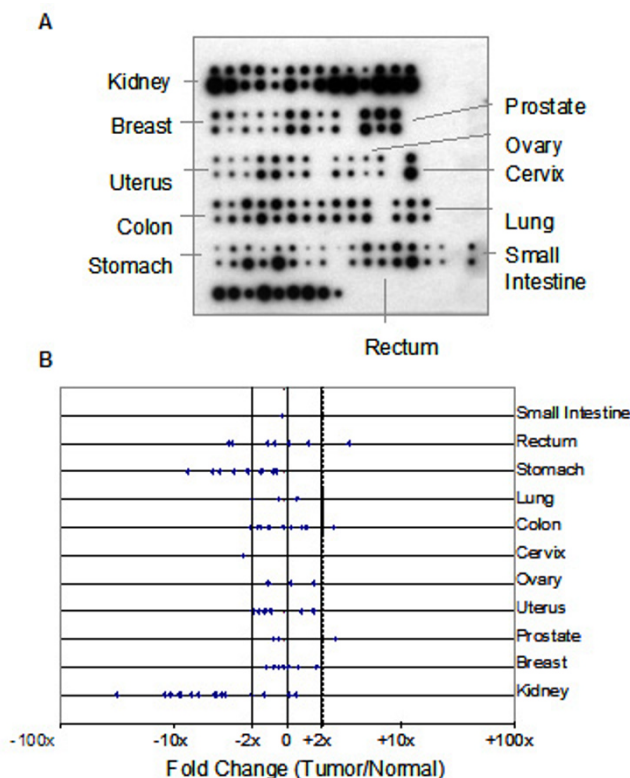 A
Kidney
Prostate
Breast
Ovary
Uterus
Cervix
Colon
Lung
Stomach
Small
Intestine
Rectum
B
Small Intestine
Rectum
Stomach
Lung
Colon
Cervix
Ovary
Uterus
Prostate
Breast
Kidney
-100x -10x -2x 0 +2x +10x +100x
Fold Change (Tumor/Normal)